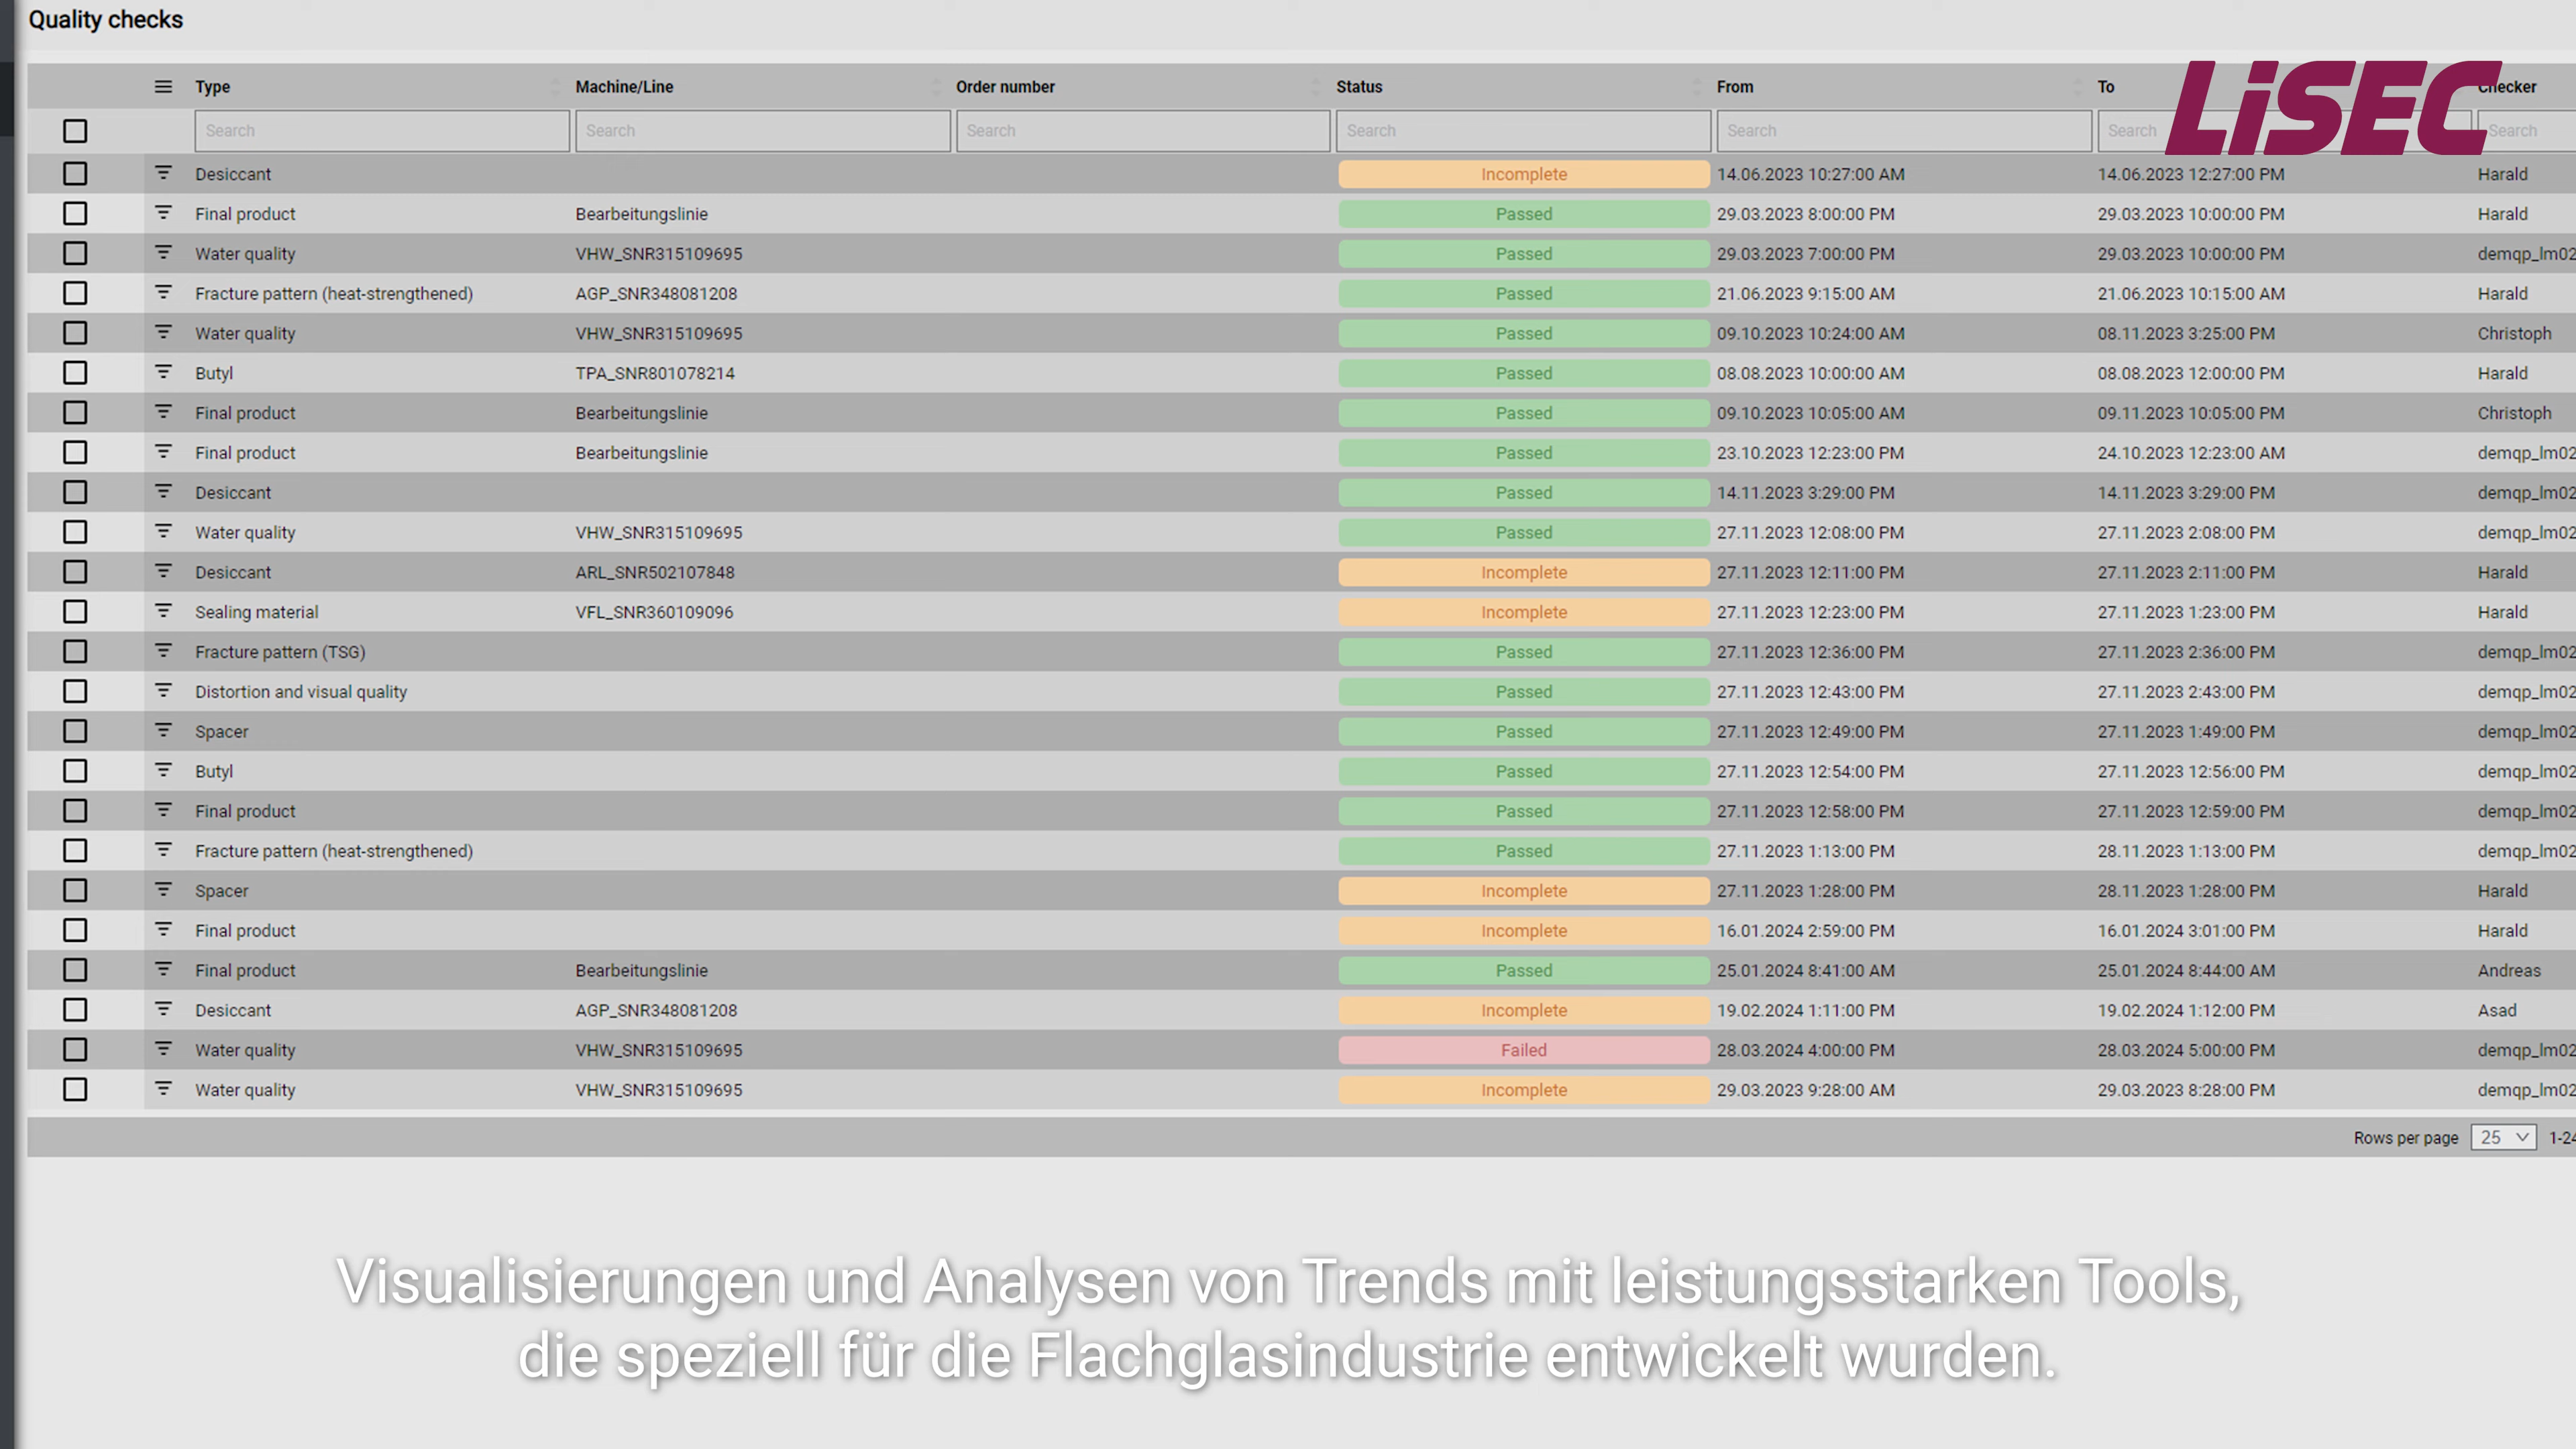 Quality checks
LiSEC
Type Machine/Line Order number Status From To Checker
Search Search Search Search Search Search Search
Desiccant Incomplete 14.06.2023 10:27:00 AM 14.06.2023 12:27:00 PM Harald
Final product Bearbeitungslinie Passed 29.03.2023 8:00:00 PM 29.03.2023 10:00:00 PM Harald
Water quality VHW_SNR315109695 Passed 29.03.2023 7:00:00 PM 29.03.2023 10:00:00 PM demqp_lm02
Fracture pattern (heat-strengthened) AGP_SNR348081208 Passed 21.06.2023 9:15:00 AM 21.06.2023 10:15:00 AM Harald
Water quality VHW_SNR315109695 Passed 09.10.2023 10:24:00 AM 08.11.2023 3:25:00 PM Christoph
Butyl TPA_SNR801078214 Passed 08.08.2023 10:00:00 AM 08.08.2023 12:00:00 PM Harald
Final product Bearbeitungslinie Passed 09.10.2023 10:05:00 AM 09.11.2023 10:05:00 PM Christoph
Final product Bearbeitungslinie Passed 23.10.2023 12:23:00 PM 24.10.2023 12:23:00 AM demqp_lm02
Desiccant Passed 14.11.2023 3:29:00 PM 14.11.2023 3:29:00 PM demqp_lm02
Water quality VHW_SNR315109695 Passed 27.11.2023 12:08:00 PM 27.11.2023 2:08:00 PM demqp_lm02
Desiccant ARL_SNR502107848 Incomplete 27.11.2023 12:11:00 PM 27.11.2023 2:11:00 PM Harald
Sealing material VFL_SNR360109096 Incomplete 27.11.2023 12:23:00 PM 27.11.2023 1:23:00 PM Harald
Fracture pattern (TSG) Passed 27.11.2023 12:36:00 PM 27.11.2023 2:36:00 PM demqp_lm02
Distortion and visual quality Passed 27.11.2023 12:43:00 PM 27.11.2023 2:43:00 PM demqp_lm02
Spacer Passed 27.11.2023 12:49:00 PM 27.11.2023 1:49:00 PM demqp_lm02
Butyl Passed 27.11.2023 12:54:00 PM 27.11.2023 12:56:00 PM demqp_lm02
Final product Passed 27.11.2023 12:58:00 PM 27.11.2023 12:59:00 PM demqp_lm02
Fracture pattern (heat-strengthened) Passed 27.11.2023 1:13:00 PM 28.11.2023 1:13:00 PM demqp_lm02
Spacer Incomplete 27.11.2023 1:28:00 PM 28.11.2023 1:28:00 PM Harald
Final product Incomplete 16.01.2024 2:59:00 PM 16.01.2024 3:01:00 PM Harald
Final product Bearbeitungslinie Passed 25.01.2024 8:41:00 AM 25.01.2024 8:44:00 AM Andreas
Desiccant AGP_SNR348081208 Incomplete 19.02.2024 1:11:00 PM 19.02.2024 1:12:00 PM Asad
Water quality VHW_SNR315109695 Failed 28.03.2024 4:00:00 PM 28.03.2024 5:00:00 PM demqp_lm02
Water quality VHW_SNR315109695 Incomplete 29.03.2023 9:28:00 AM 29.03.2023 8:28:00 PM demqp_lm02
Rows per page 25 1-24
Visualisierungen und Analysen von Trends mit leistungsstarken Tools,
die speziell für die Flachglasindustrie entwickelt wurden.